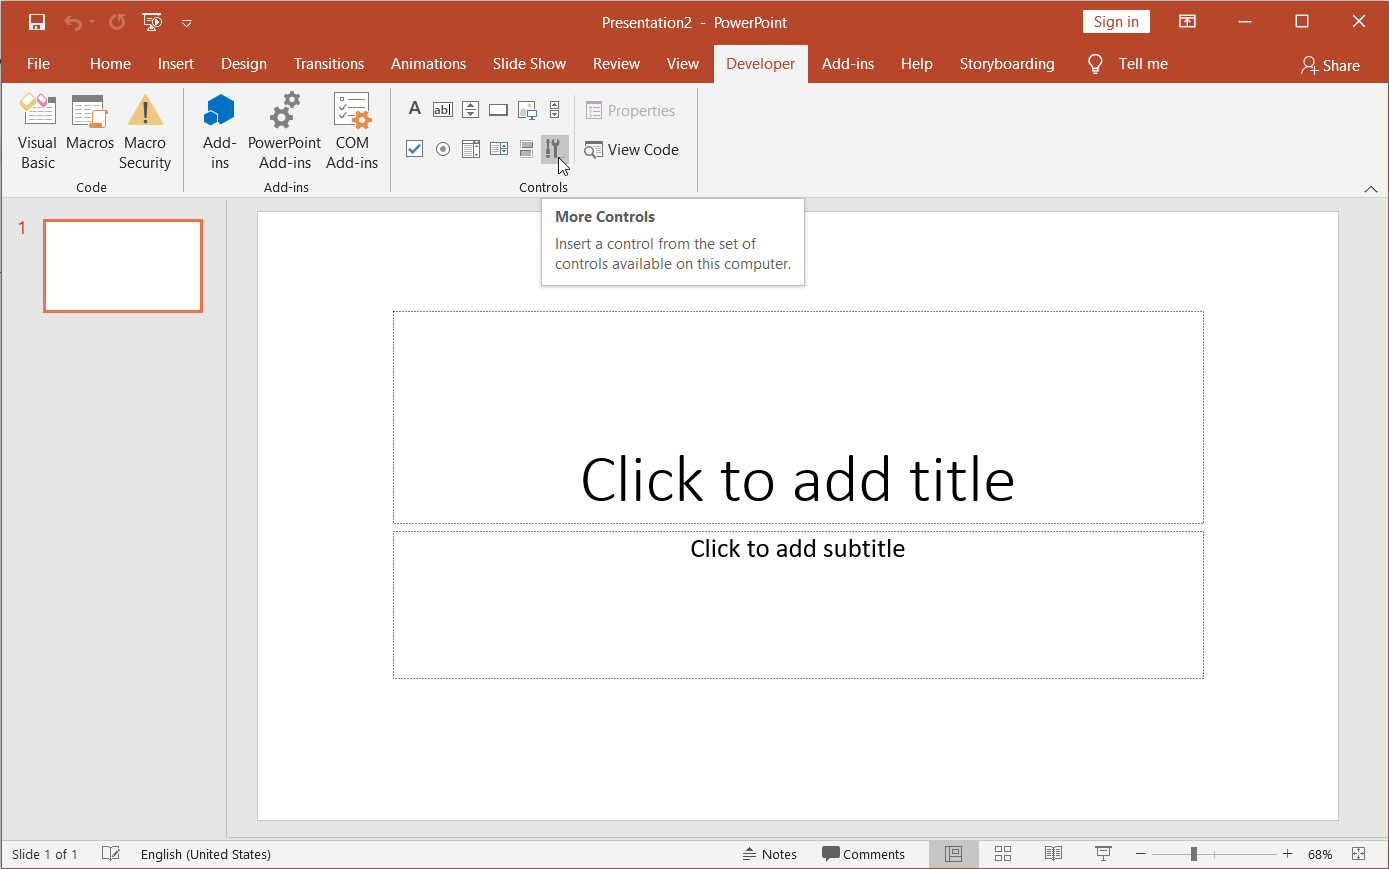 Presentation2 - PowerPoint
Sign in
File Home Insert Design Transitions Animations Slide Show Review View Developer Add-ins Help Storyboarding Tell me Share
Visual Basic
Macros
Macro Security
Code
Add-ins
PowerPoint Add-ins
COM Add-ins
Add-ins
A
abl
Properties
View Code
Controls
More Controls
Insert a control from the set of
controls available on this computer.
1
Click to add title
Click to add subtitle
Slide 1 of 1
English (United States)
Notes
Comments
68%